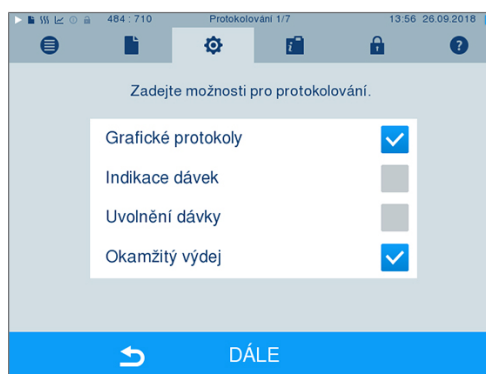 484 : 710 Protokolování 1/7 13:56 26.09.2018
Zadejte možnosti pro protokolování.
Grafické protokoly
Indikace dávek
Uvolnění dávky
Okamžitý výdej
DÁLE